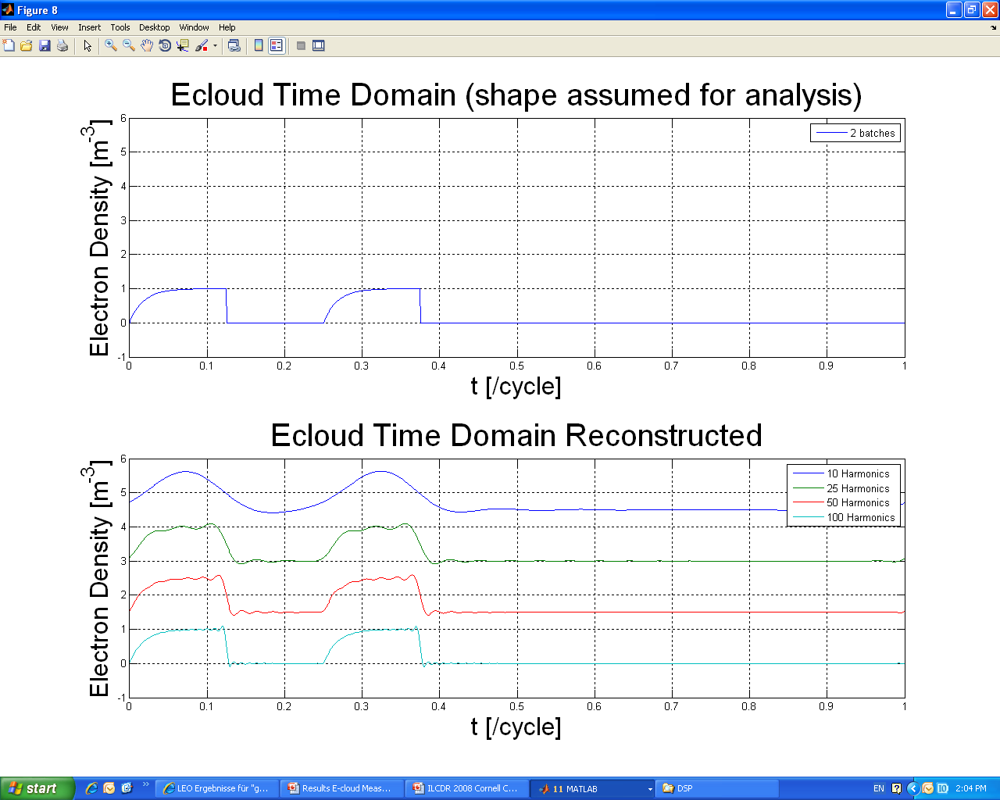 Figure 8
File Edit View Insert Tools Desktop Window Help
Ecloud Time Domain (shape assumed for analysis)
Electron Density [m-3]
6
5
4
3
2
1
0
-1
2 batches
0 0.1 0.2 0.3 0.4 0.5 0.6 0.7 0.8 0.9 1
t [/cycle]
Ecloud Time Domain Reconstructed
Electron Density [m-3]
6
5
4
3
2
1
0
-1
10 Harmonics
25 Harmonics
50 Harmonics
100 Harmonics
0 0.1 0.2 0.3 0.4 0.5 0.6 0.7 0.8 0.9 1
t [/cycle]
start LEO Ergebnisse für "g... Results E-cloud Meas... ILCDR 2008 Cornell C... 11 MATLAB DSP EN 2:04 PM